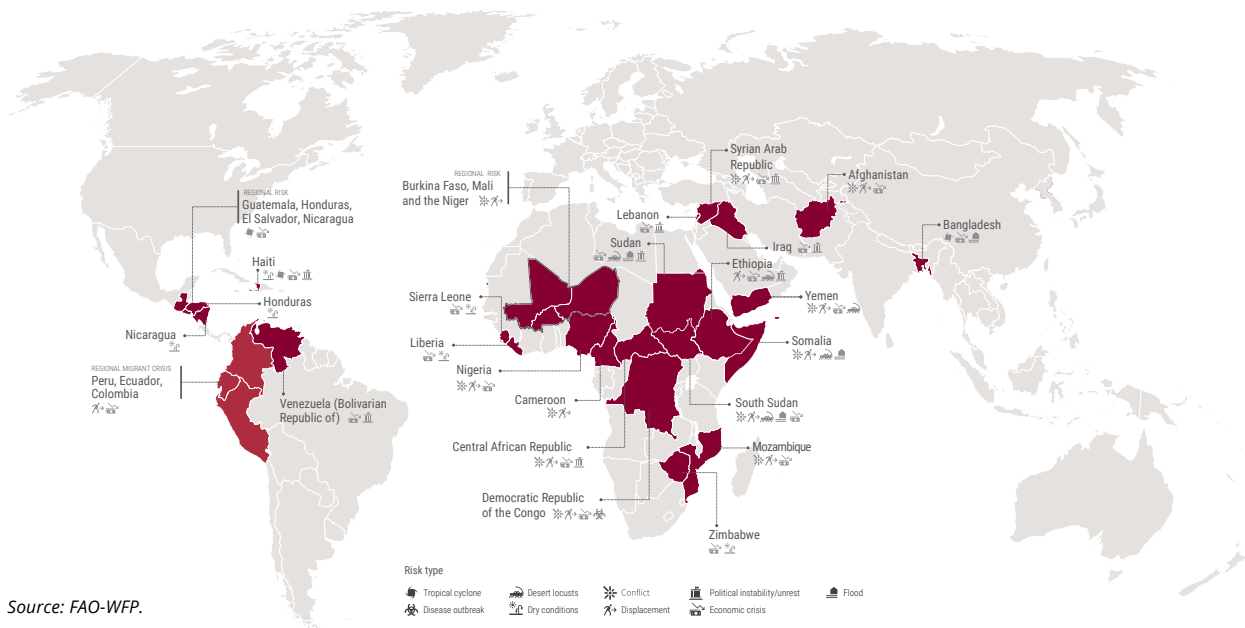 Syrian Arab
Republic
Afghanistan
REGIONAL RISK
Burkina Faso, Mali
and the Niger
REGIONAL RISK
Guatemala, Honduras,
El Salvador, Nicaragua
Lebanon
Bangladesh
Sudan
Iraq
Haiti
Ethiopia
Sierra Leone
Yemen
Honduras
Nicaragua
Liberia
Somalia
REGIONAL MIGRANT CRISIS
Peru, Ecuador,
Colombia
Nigeria
Venezuela (Bolivarian
Republic of)
Cameroon
South Sudan
Central African Republic
Mozambique
Democratic Republic
of the Congo
Zimbabwe
Risk type
Tropical cyclone
Desert locusts
Conflict
Political instability/unrest
Flood
Disease outbreak
Dry conditions
Displacement
Economic crisis
Source: FAO-WFP.